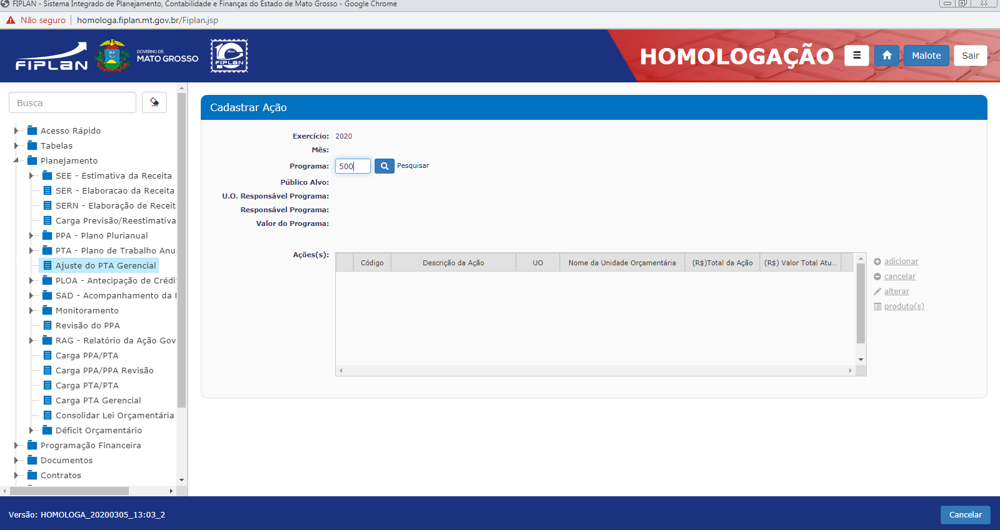 FIPLAN - Sistema Integrado de Planejamento, Contabilidade e Finanças do Estado de Mato Grosso - Google Chrome
Não seguro | homologa.fiplan.mt.gov.br/Fiplan.jsp
FIPLAN
GOVERNO DE
MATO GROSSO
10 Anos
FIPLAN
HOMOLOGAÇÃO
Malote
Sair
Busca
Acesso Rápido
Tabelas
Planejamento
SEE - Estimativa da Receita
SER - Elaboracao da Receita
SERN - Elaboração de Receit
Carga Previsão/Reestimativa
PPA - Plano Plurianual
PTA - Plano de Trabalho Anu
Ajuste do PTA Gerencial
PLOA - Antecipação de Crédi
SAD - Acompanhamento da
Monitoramento
Revisão do PPA
RAG - Relatório da Ação Gov
Carga PPA/PTA
Carga PPA/PPA Revisão
Carga PTA/PTA
Carga PTA Gerencial
Consolidar Lei Orçamentária
Déficit Orçamentário
Programação Financeira
Documentos
Contratos
Cadastrar Ação
Exercício: 2020
Mês:
Programa: 500 Pesquisar
Público Alvo:
U.O. Responsável Programa:
Responsável Programa:
Valor do Programa:
Ações(s):
Código Descrição da Ação UO Nome da Unidade Orçamentária (R$)Total da Ação (R$) Valor Total Atu...
adicionar
cancelar
alterar
produto(s)
Versão: HOMOLOGA_20200305_13:03_2
Cancelar